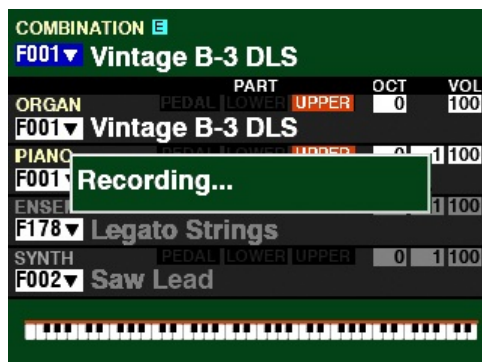 COMBINATION E
F001▼ Vintage B-3 DLS
PART OCT VOL
ORGAN PEDAL LOWER UPPER 0 100
F001▼ Vintage B-3 DLS
PIANO UPPER 0 1 100
F001
Recording...
1 100
F178▼ Legato Strings
SYNTH PEDAL LOWER UPPER 0 1 100
F002▼ Saw Lead